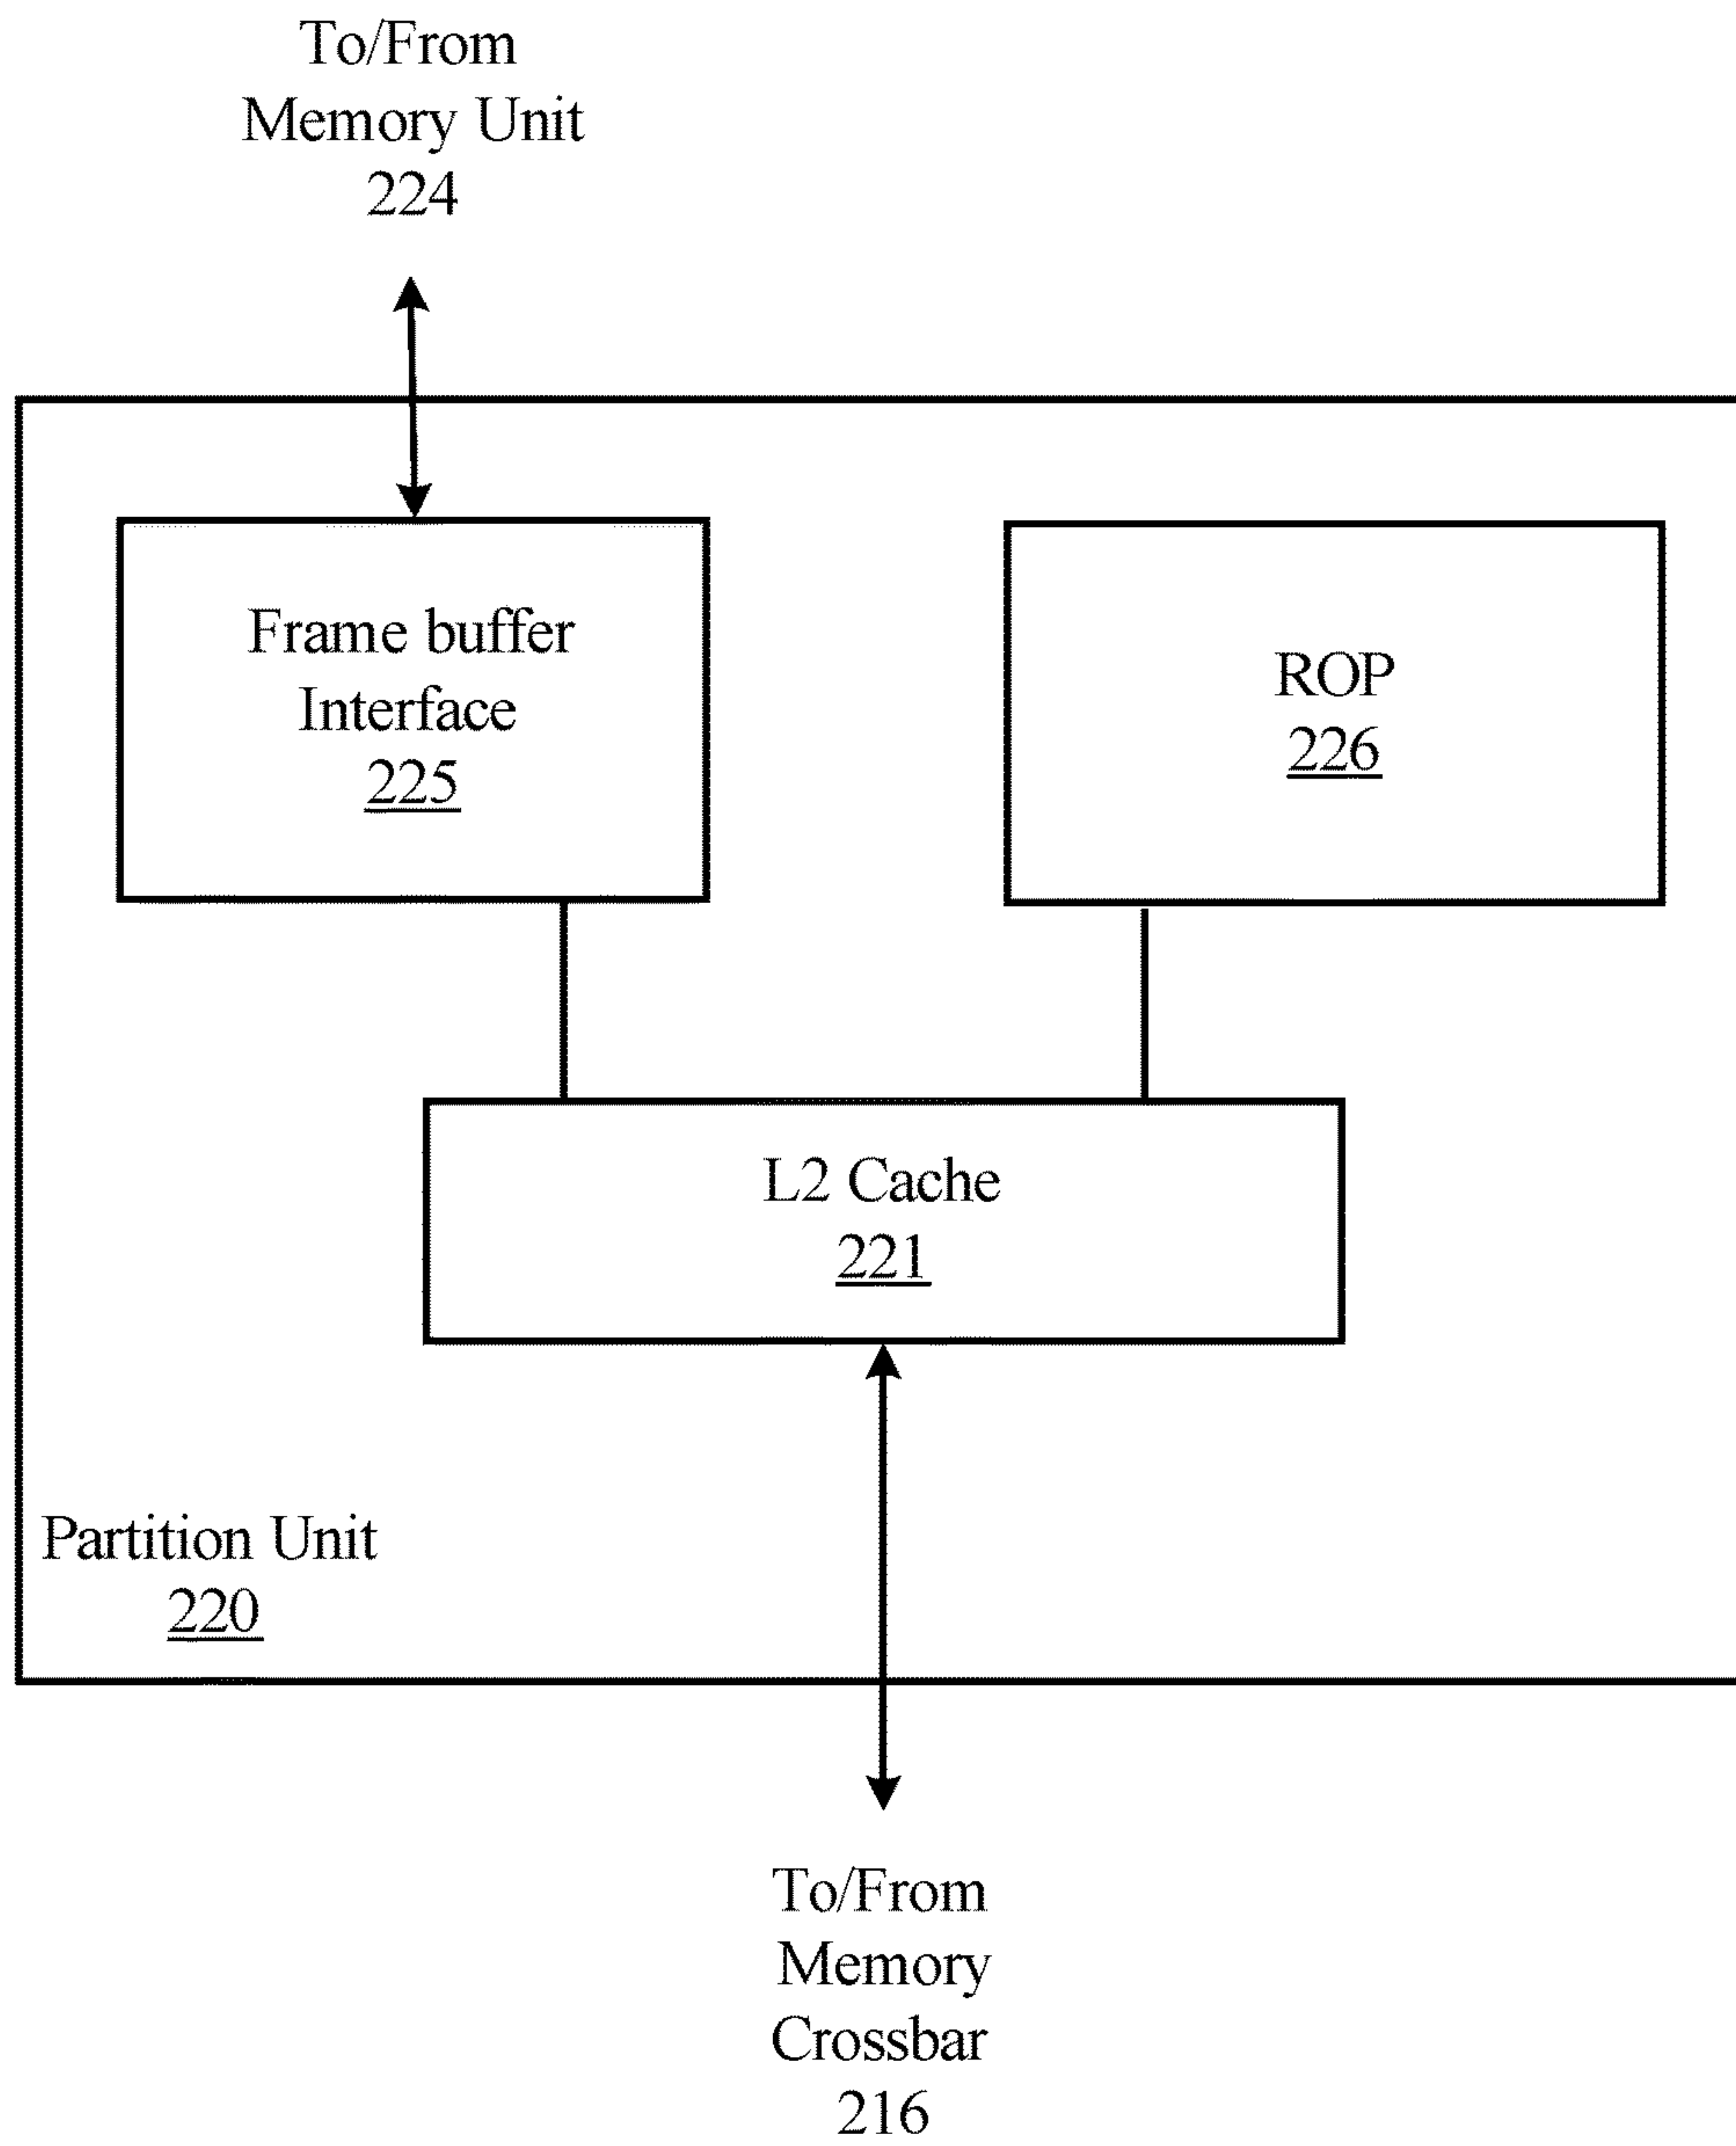 To/From
Memory Unit
224
Frame buffer
Interface
225
ROP
226
L2 Cache
221
Partition Unit
220
To/From
Memory
Crossbar
216